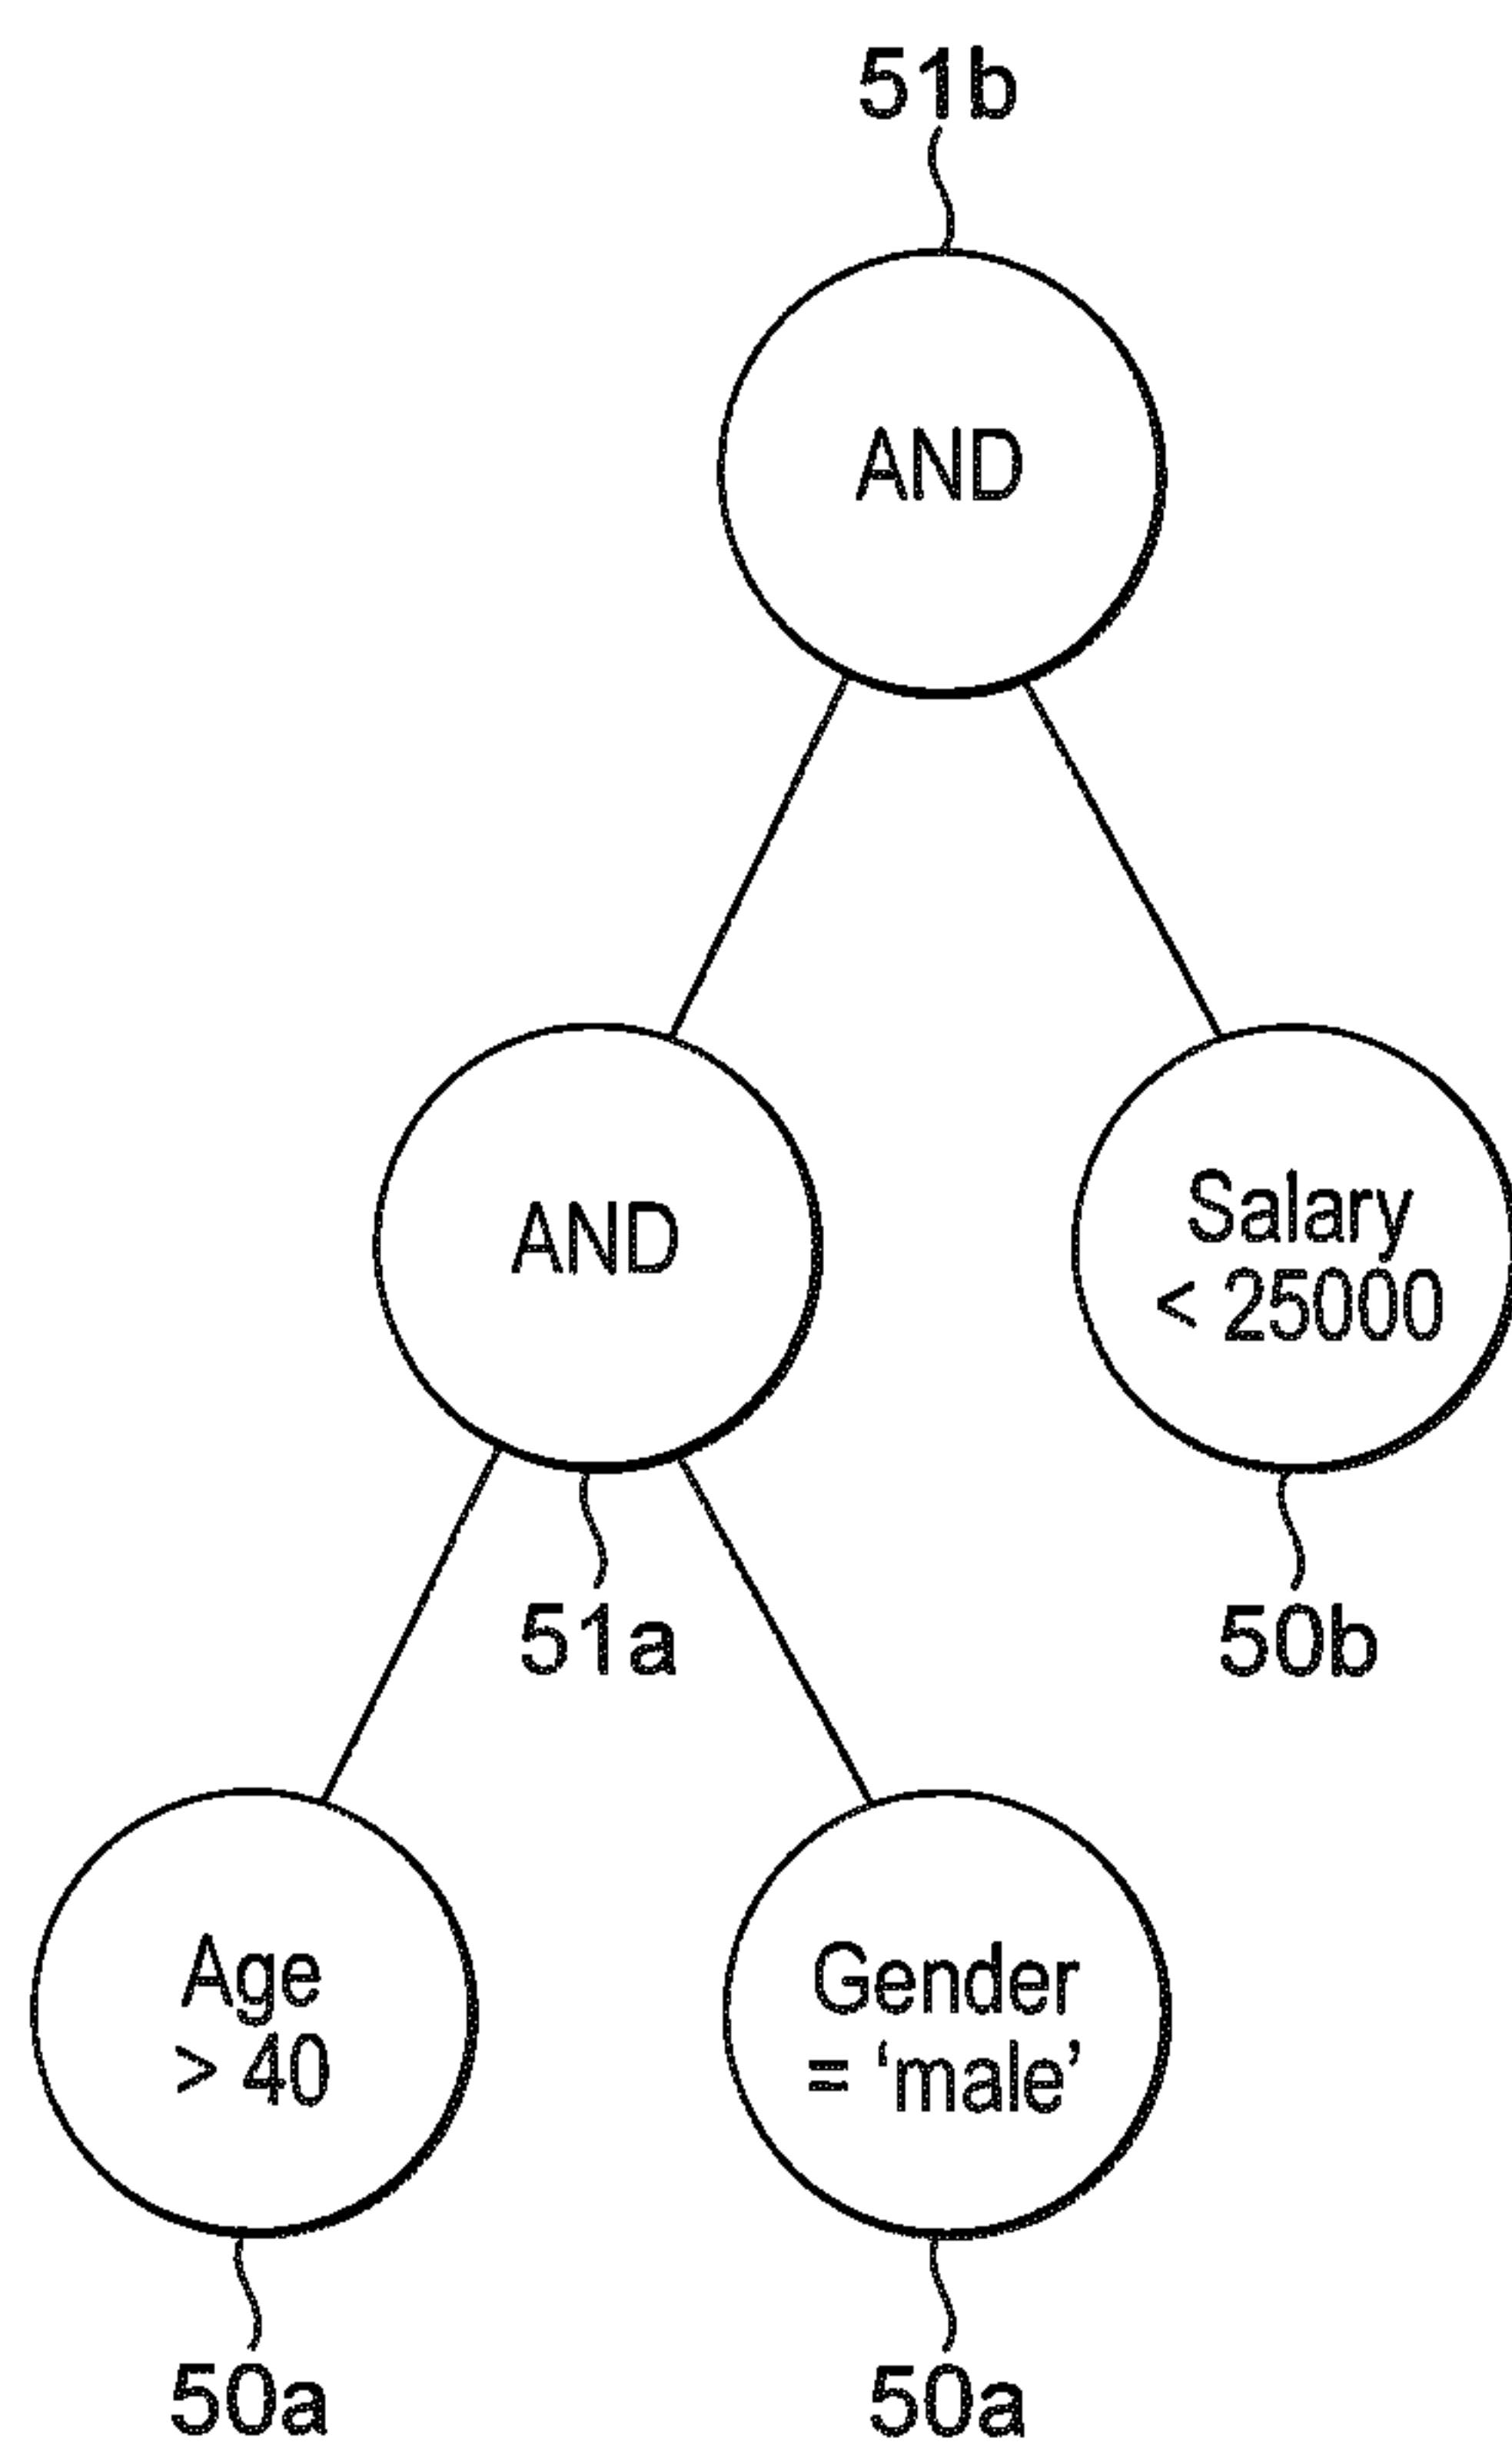 51b
AND
AND
Salary
< 25000
51a
50b
Age
> 40
Gender
= ‘male’
50a
50a